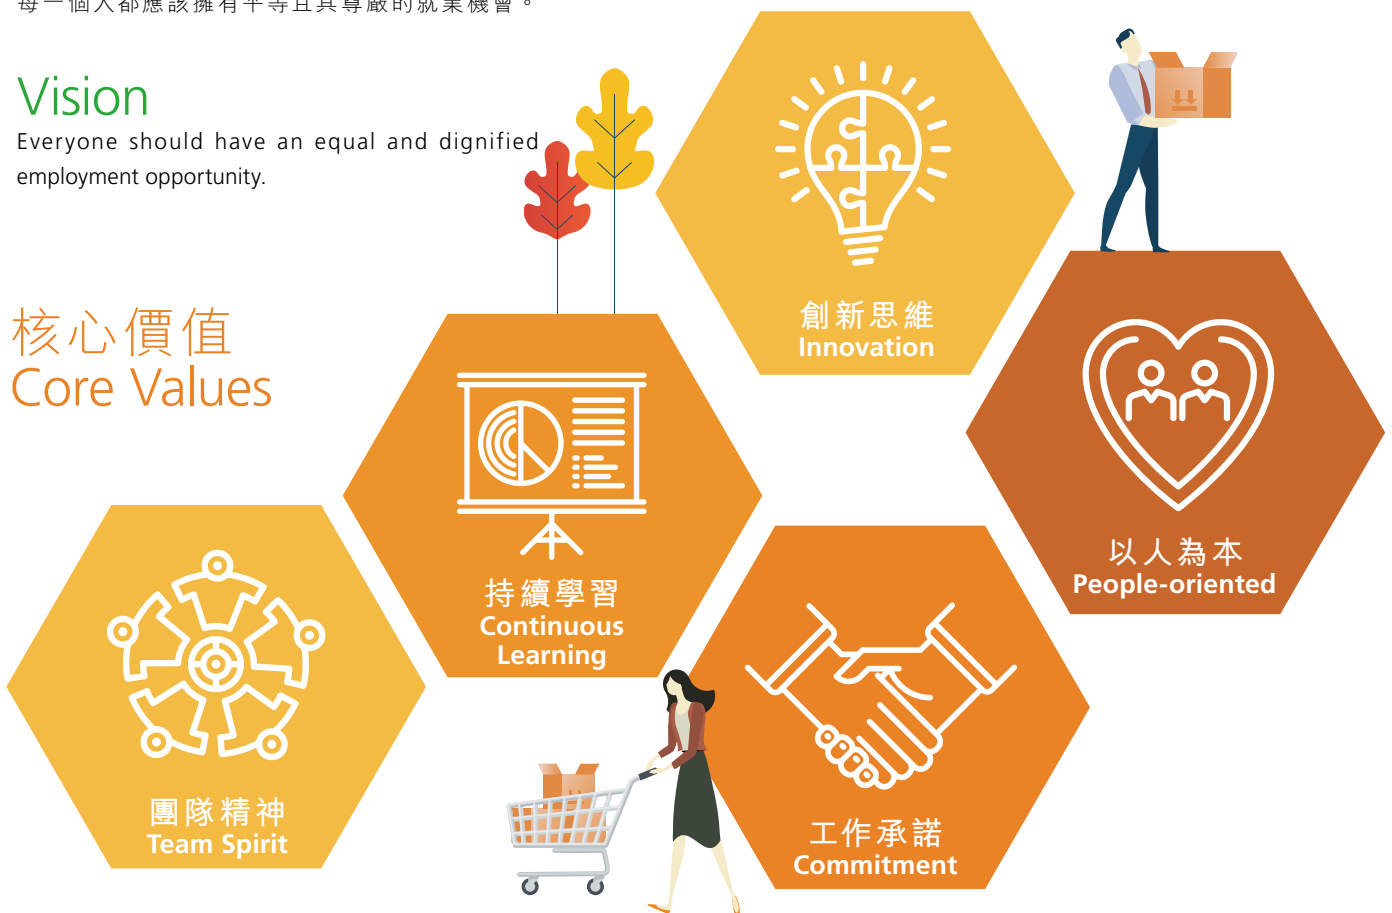 每一個人都應該擁有平等且具尊嚴的就業機會。
Vision
Everyone should have an equal and dignified
employment opportunity.
核心價值
Core Values
創新思維
Innovation
以人為本
People-oriented
持續學習
Continuous
Learning
團隊精神
Team Spirit
工作承諾
Commitment